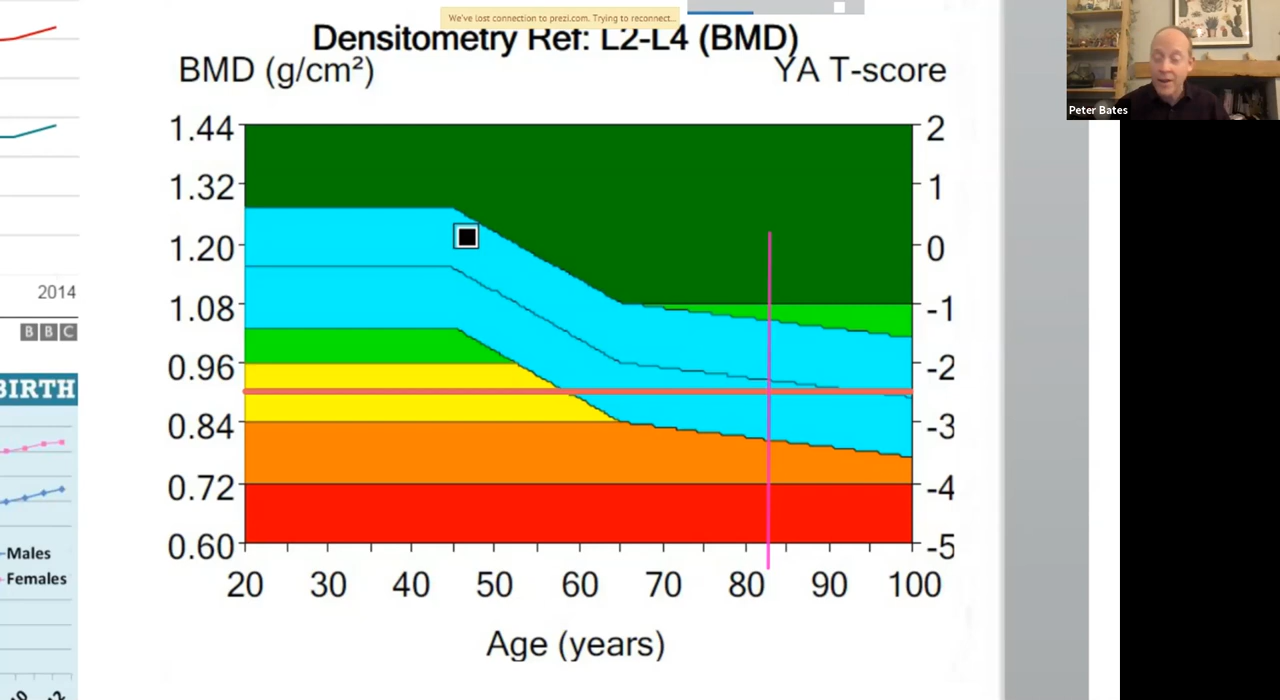 We've lost connection to prezi.com. Trying to reconnect...
Densitometry Ref: L2-L4 (BMD)
BMD (g/cm²) YA T-score
Peter Bates
1.44 2
1.32 1
1.20 0
1.08 -1
0.96 -2
0.84 -3
0.72 -4
0.60 -5
20 30 40 50 60 70 80 90 100
Age (years)
2014
BBC
BIRTH
Males
Females